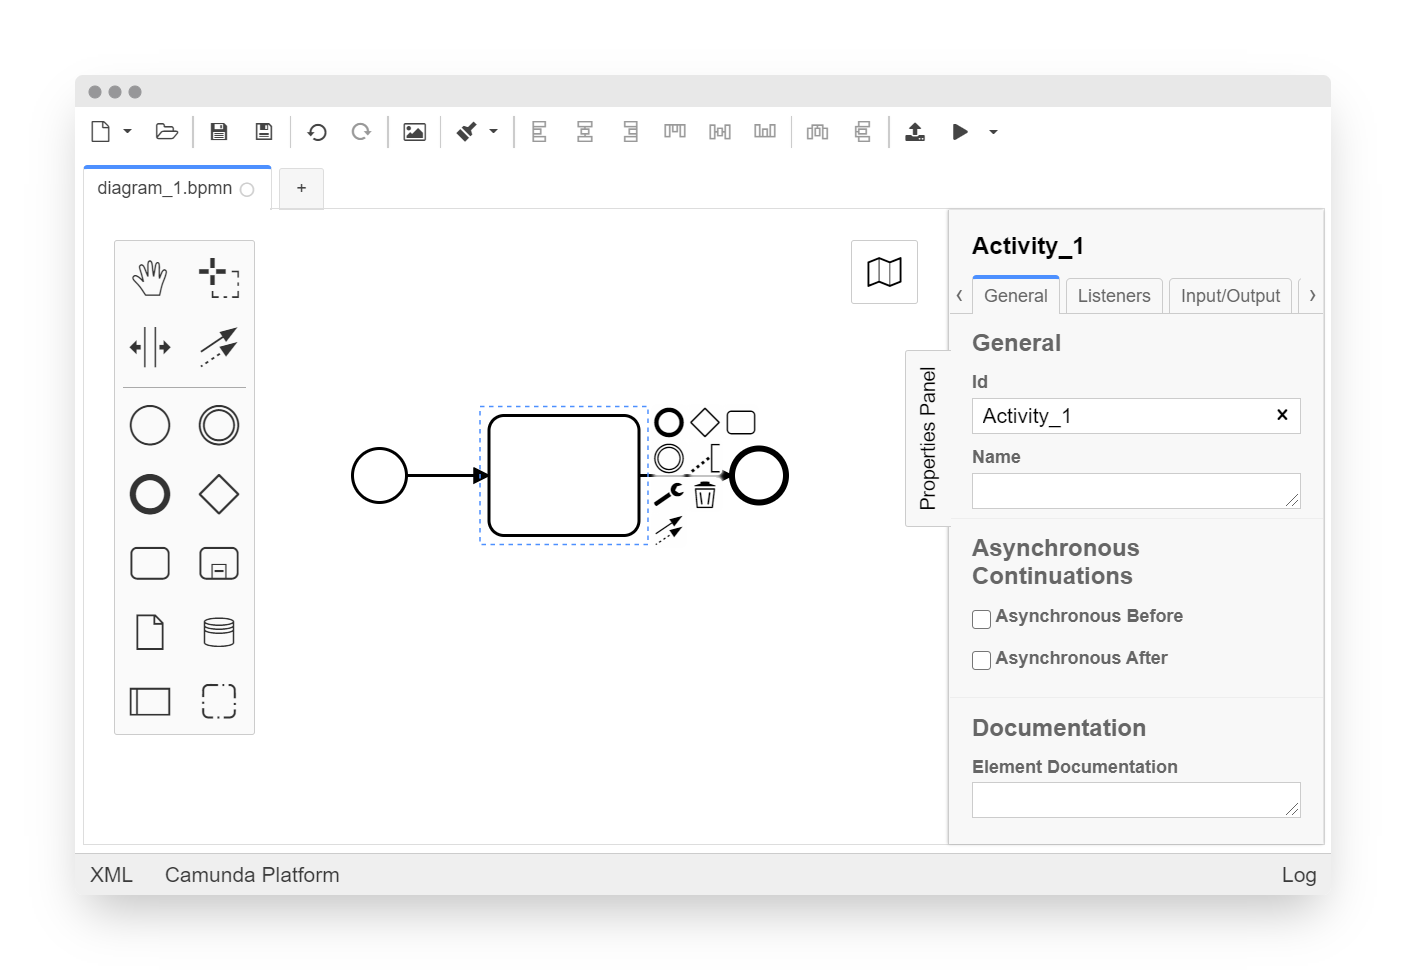 diagram_1.bpmn
+
Properties Panel
Activity_1
General
Listeners
Input/Output
General
Id
Activity_1
Name
Asynchronous
Continuations
Asynchronous Before
Asynchronous After
Documentation
Element Documentation
XML
Camunda Platform
Log